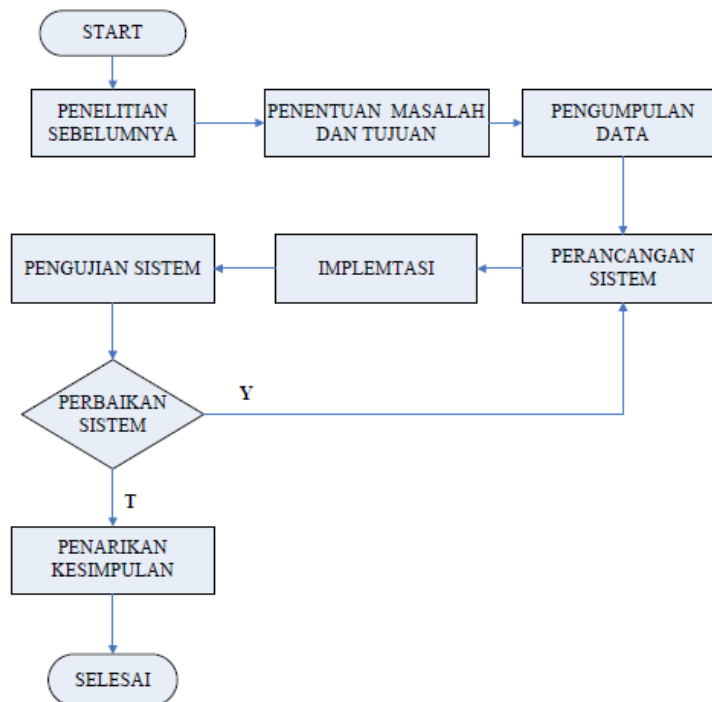 START
PENELITIAN
SEBELUMNYA
PENENTUAN MASALAH
DAN TUJUAN
PENGUMPULAN
DATA
PERANCANGAN
SISTEM
IMPLEMTASI
PENGUJIAN SISTEM
PERBAIKAN
SISTEM
Y
T
PENARIKAN
KESIMPULAN
SELESAI